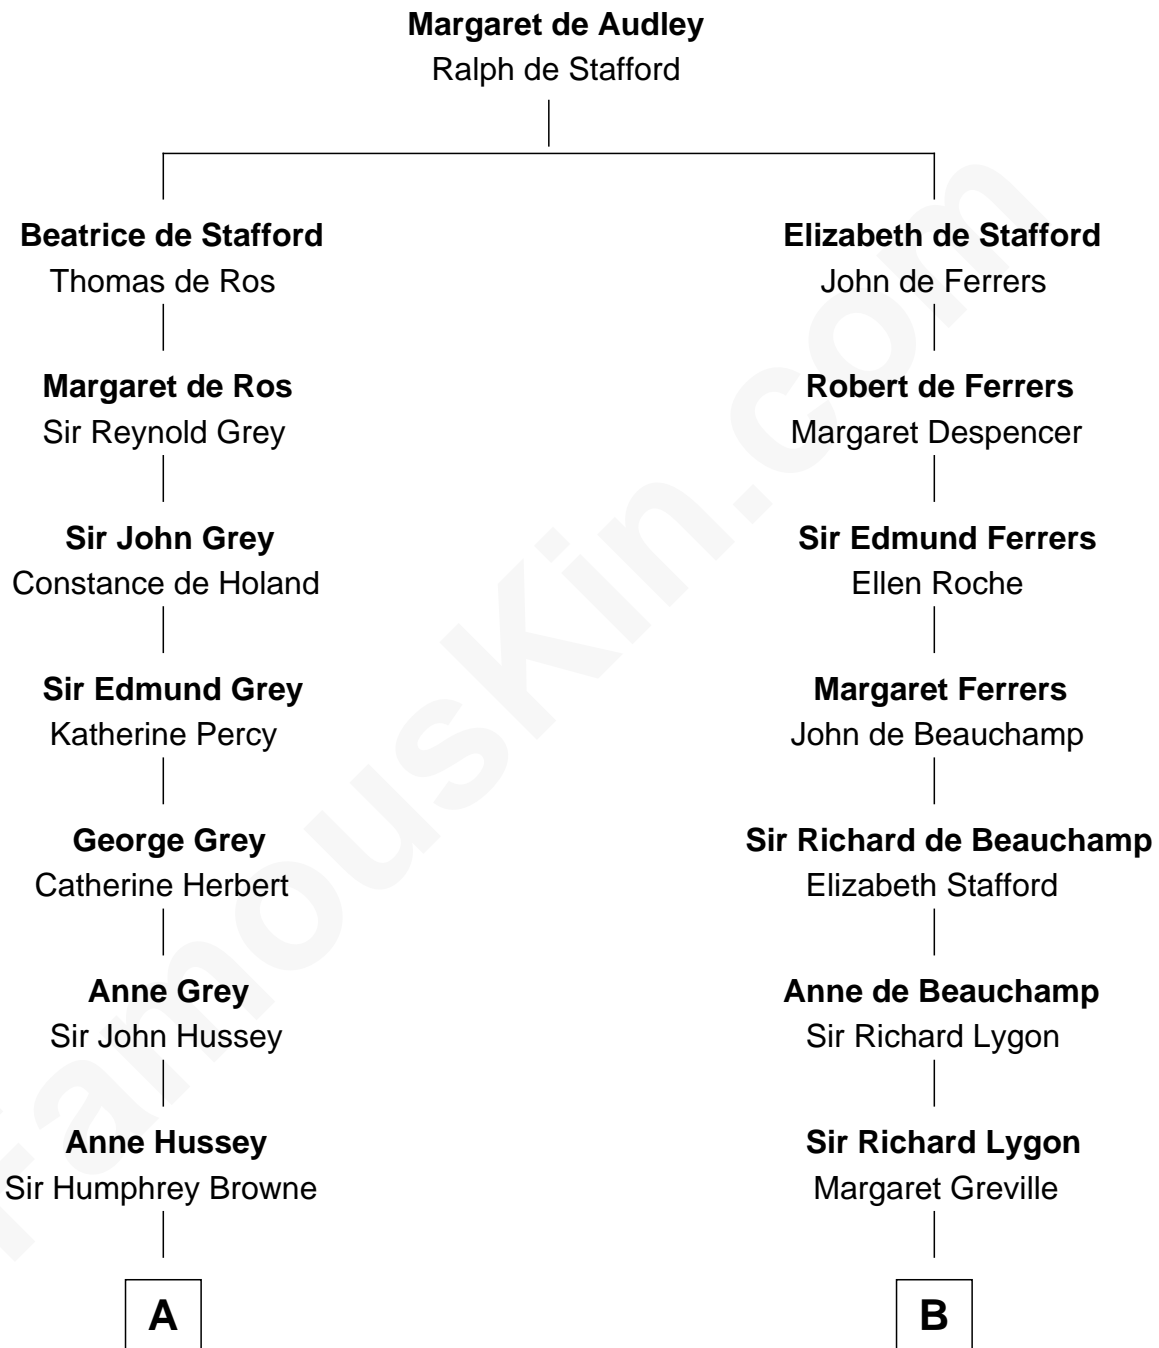 Margaret de Audley
Ralph de Stafford
Beatrice de Stafford
Thomas de Ros
Elizabeth de Stafford
John de Ferrers
Margaret de Ros
Sir Reynold Grey
Robert de Ferrers
Margaret Despencer
Sir John Grey
Constance de Holand
Sir Edmund Ferrers
Ellen Roche
Sir Edmund Grey
Katherine Percy
Margaret Ferrers
John de Beauchamp
George Grey
Catherine Herbert
Sir Richard de Beauchamp
Elizabeth Stafford
Anne Grey
Sir John Hussey
Anne de Beauchamp
Sir Richard Lygon
Anne Hussey
Sir Humphrey Browne
Sir Richard Lygon
Margaret Greville
A
B
FamousKin.com